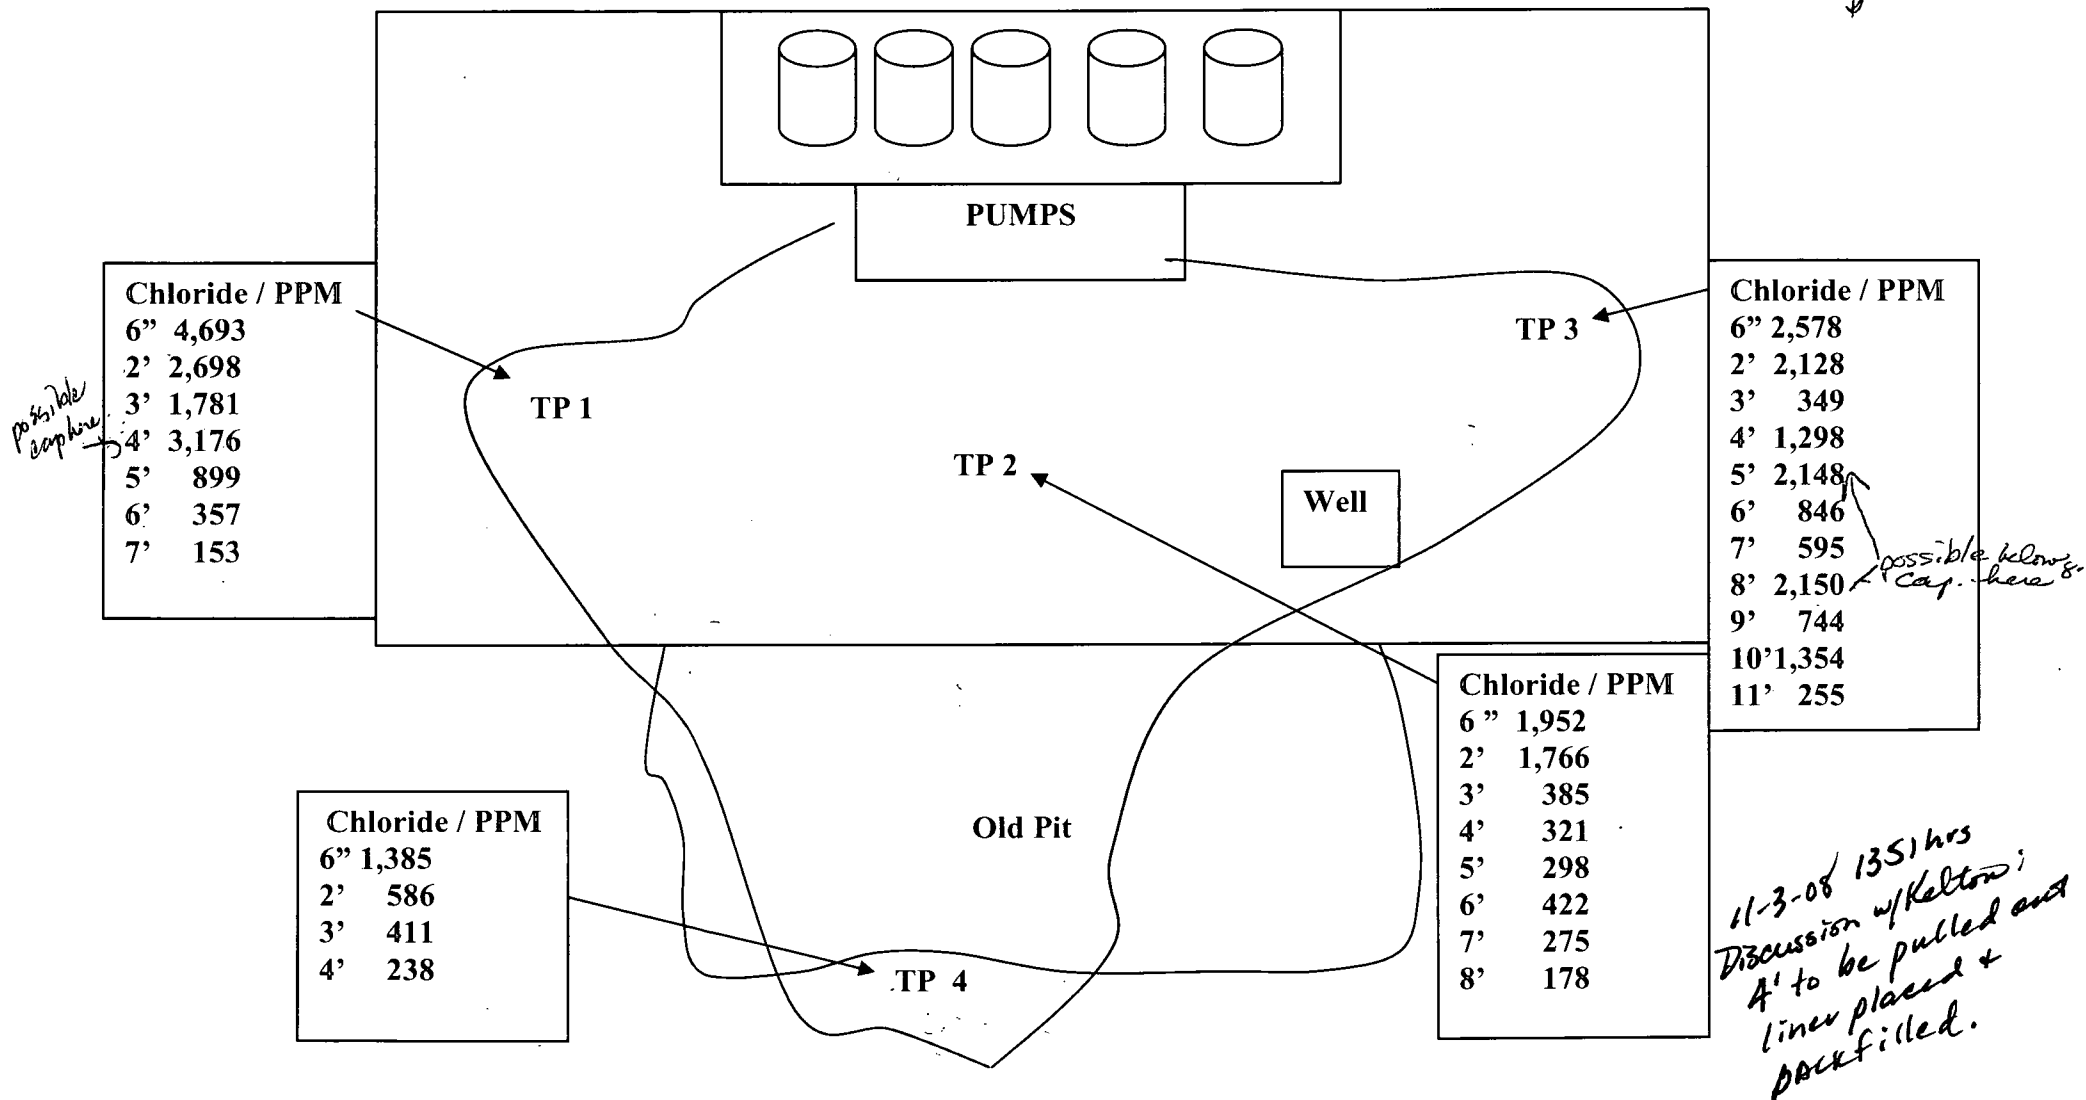 PUMPS
Chloride / PPM
6” 4,693
2’ 2,698
3’ 1,781
4’ 3,176
5’ 899
6’ 357
7’ 153
possible
cap here
TP 1
TP 2
TP 3
Well
Chloride / PPM
6” 2,578
2’ 2,128
3’ 349
4’ 1,298
5’ 2,148
6’ 846
7’ 595
8’ 2,150
9’ 744
10’1,354
11’ 255
possible below
cap. here
Chloride / PPM
6 ” 1,952
2’ 1,766
3’ 385
4’ 321
5’ 298
6’ 422
7’ 275
8’ 178
Old Pit
Chloride / PPM
6” 1,385
2’ 586
3’ 411
4’ 238
TP 4
11-3-08 1351 hrs
Discussion w/Kelton;
4' to be pulled out
liner placed +
backfilled.